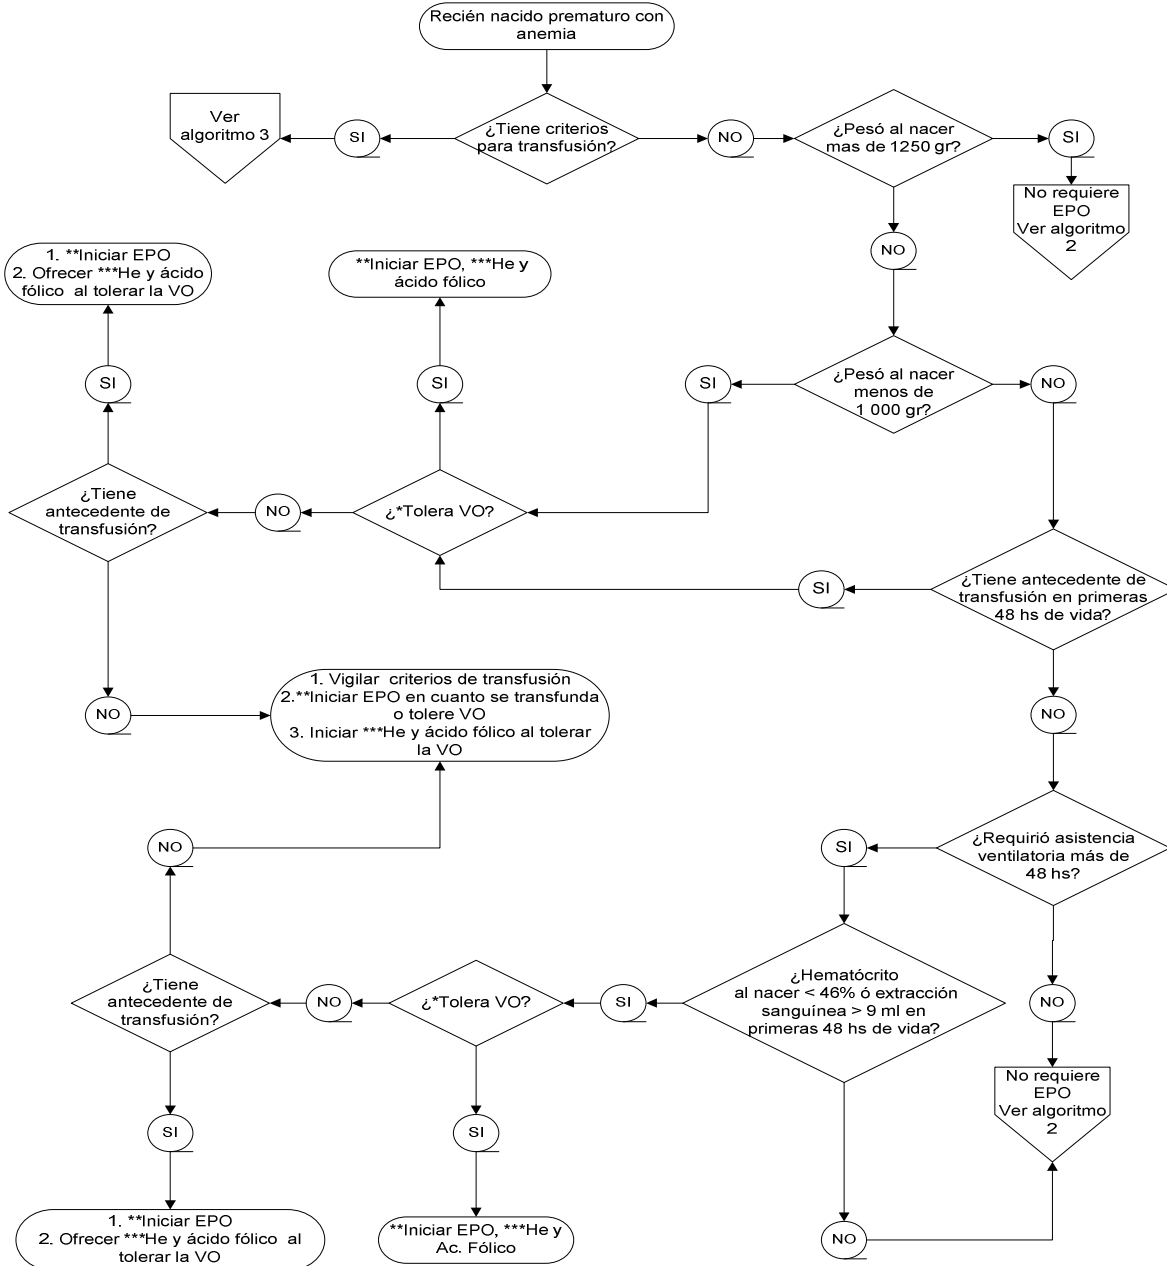 Recién nacido prematuro con
anemia
Ver
algoritmo 3
SI
¿Tiene criterios
para transfusión?
NO
¿Pesó al nacer
mas de 1250 gr?
SI
No requiere
EPO
Ver algoritmo
2
NO
1. **Iniciar EPO
2. Ofrecer ***He y ácido
fólico al tolerar la VO
**Iniciar EPO, ***He y
ácido fólico
SI
SI
SI
¿Pesó al nacer
menos de
1 000 gr?
NO
¿Tiene
antecedente de
transfusión?
NO
¿*Tolera VO?
SI
¿Tiene antecedente de
transfusión en primeras
48 hs de vida?
NO
1. Vigilar criterios de transfusión
2.**Iniciar EPO en cuanto se transfunda
o tolere VO
3. Iniciar ***He y ácido fólico al tolerar
la VO
NO
NO
SI
¿Requirió asistencia
ventilatoria más de
48 hs?
¿Tiene
antecedente de
transfusión?
NO
¿*Tolera VO?
SI
¿Hematócrito
al nacer < 46% ó extracción
sanguínea > 9 ml en
primeras 48 hs de vida?
NO
No requiere
EPO
Ver algoritmo
2
SI
SI
1. **Iniciar EPO
2. Ofrecer ***He y ácido fólico al
tolerar la VO
**Iniciar EPO, ***He y
Ac. Fólico
NO